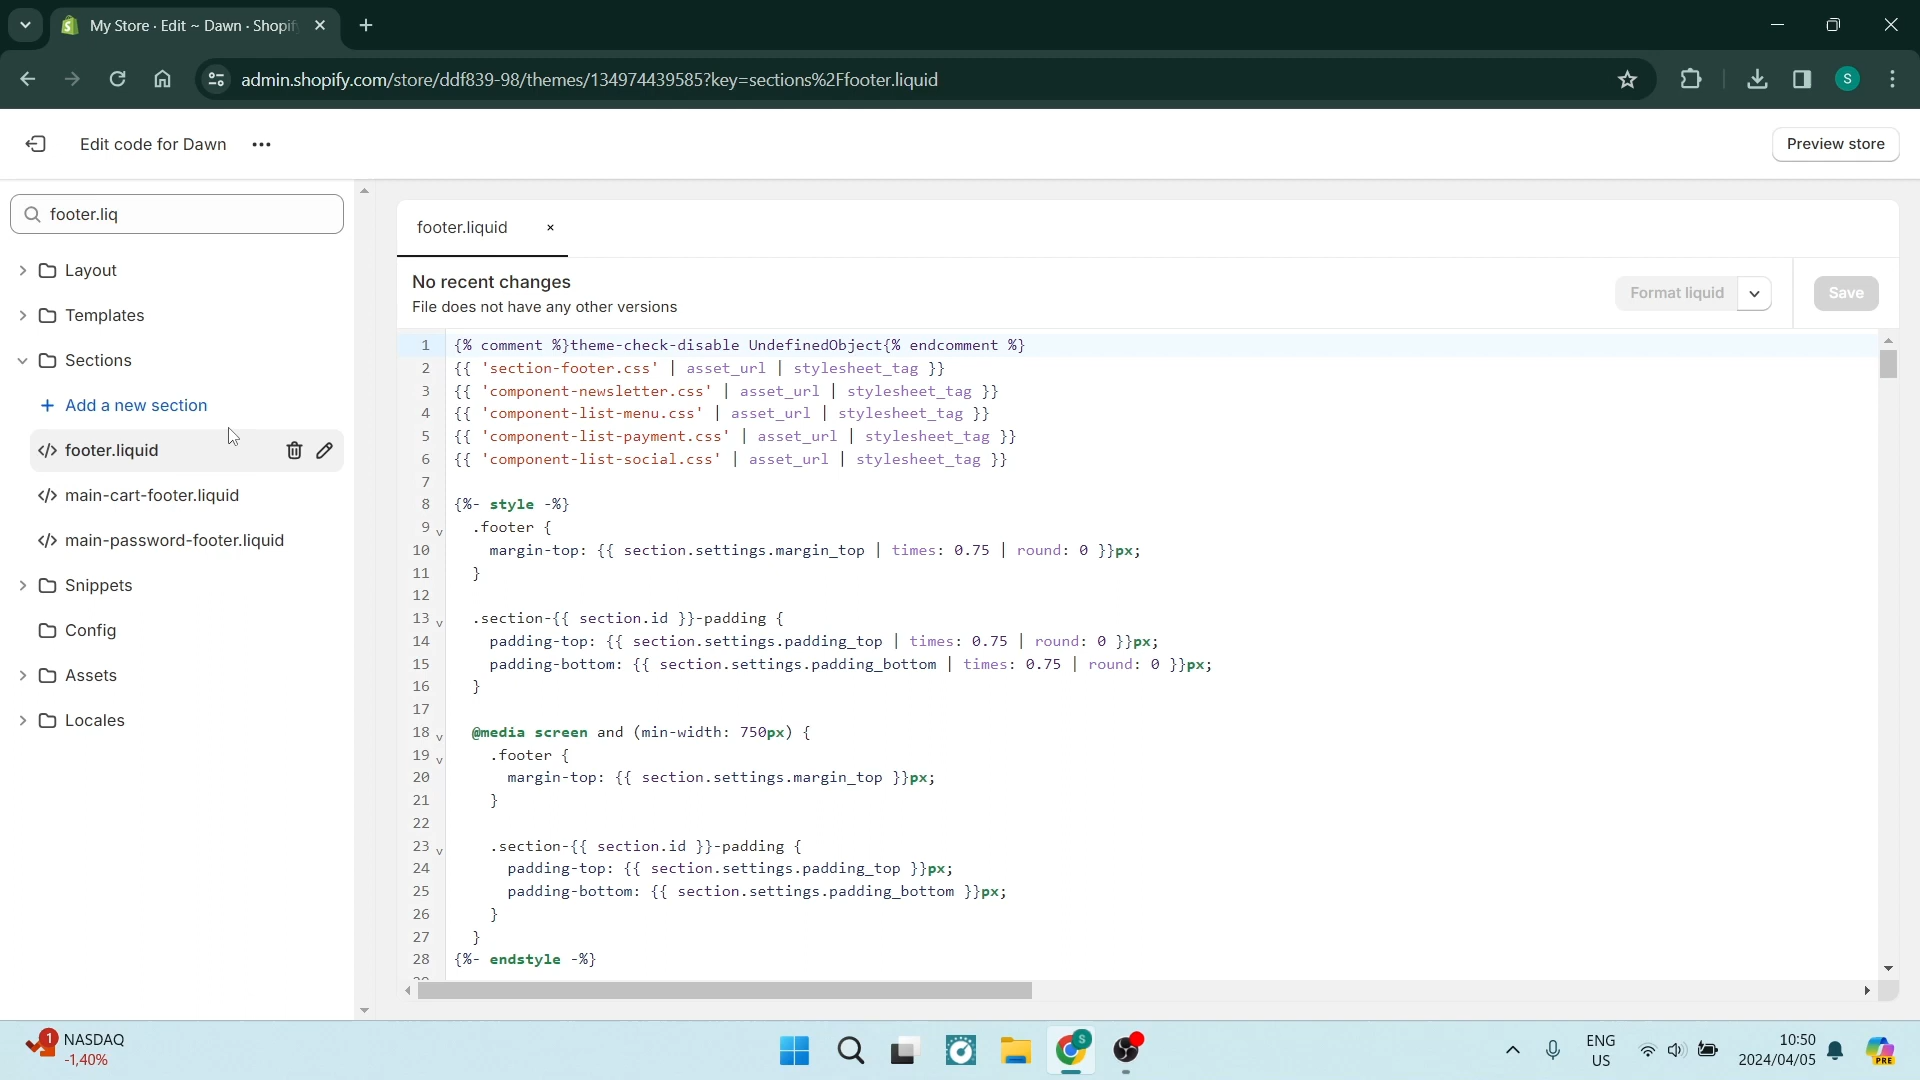 My Store · Edit ~ Dawn · Shopif
admin.shopify.com/store/ddf839-98/themes/134974439585?key=sections%2Ffooter.liquid
S
Edit code for Dawn
Preview store
footer.liq
Layout
Templates
Sections
+ Add a new section
</> footer.liquid
</> main-cart-footer.liquid
</> main-password-footer.liquid
Snippets
Config
Assets
Locales
footer.liquid ×
No recent changes
File does not have any other versions
Format liquid
Save
1 {% comment %}theme-check-disable UndefinedObject{% endcomment %}
2 {{ 'section-footer.css' | asset_url | stylesheet_tag }}
3 {{ 'component-newsletter.css' | asset_url | stylesheet_tag }}
4 {{ 'component-list-menu.css' | asset_url | stylesheet_tag }}
5 {{ 'component-list-payment.css' | asset_url | stylesheet_tag }}
6 {{ 'component-list-social.css' | asset_url | stylesheet_tag }}
7
8 {%- style -%}
9 .footer {
10 margin-top: {{ section.settings.margin_top | times: 0.75 | round: 0 }}px;
11 }
12
13 .section-{{ section.id }}-padding {
14 padding-top: {{ section.settings.padding_top | times: 0.75 | round: 0 }}px;
15 padding-bottom: {{ section.settings.padding_bottom | times: 0.75 | round: 0 }}px;
16 }
17
18 @media screen and (min-width: 750px) {
19 .footer {
20 margin-top: {{ section.settings.margin_top }}px;
21 }
22
23 .section-{{ section.id }}-padding {
24 padding-top: {{ section.settings.padding_top }}px;
25 padding-bottom: {{ section.settings.padding_bottom }}px;
26 }
27 }
28 {%- endstyle -%}
1
NASDAQ
-1,40%
S
ENG
US
10:50
2024/04/05
PRE